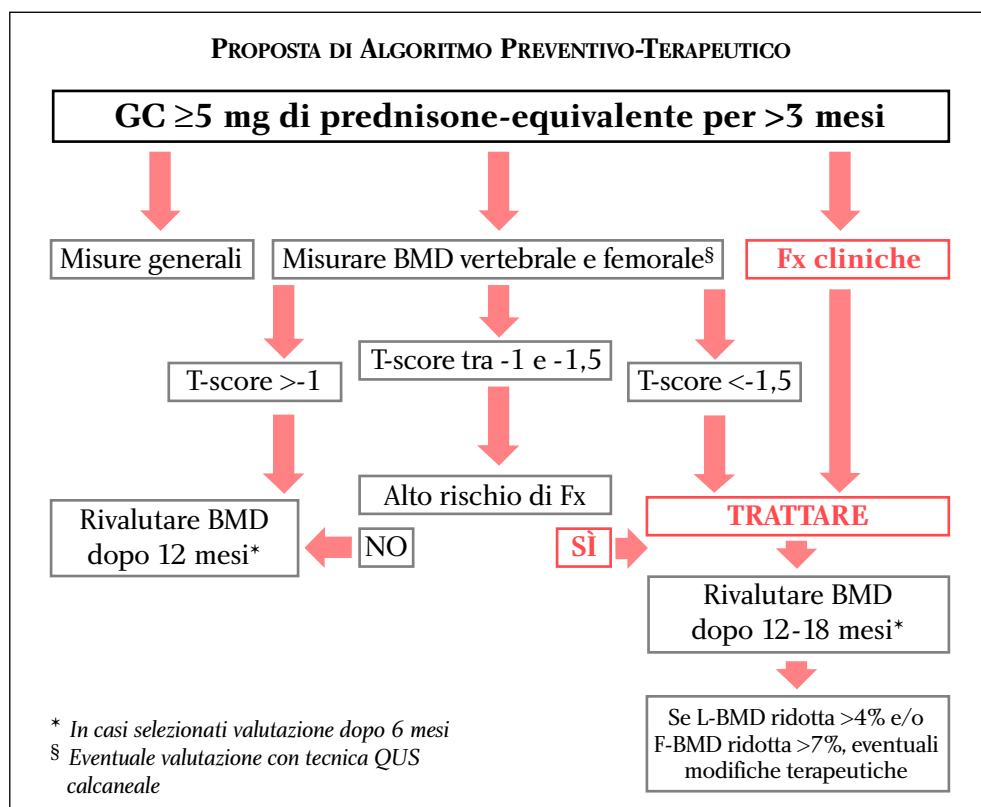 PROPOSTA DI ALGORITMO PREVENTIVO-TERAPEUTICO
GC ≥5 mg di prednisone-equivalente per >3 mesi
Misure generali
Misurare BMD vertebrale e femorale§
Fx cliniche
T-score >-1
T-score tra -1 e -1,5
T-score <-1,5
Alto rischio di Fx
Rivalutare BMD
dopo 12 mesi*
NO
SÌ
TRATTARE
Rivalutare BMD
dopo 12-18 mesi*
Se L-BMD ridotta >4% e/o
F-BMD ridotta >7%, eventuali
modifiche terapeutiche
* In casi selezionati valutazione dopo 6 mesi
§ Eventuale valutazione con tecnica QUS
calcaneale